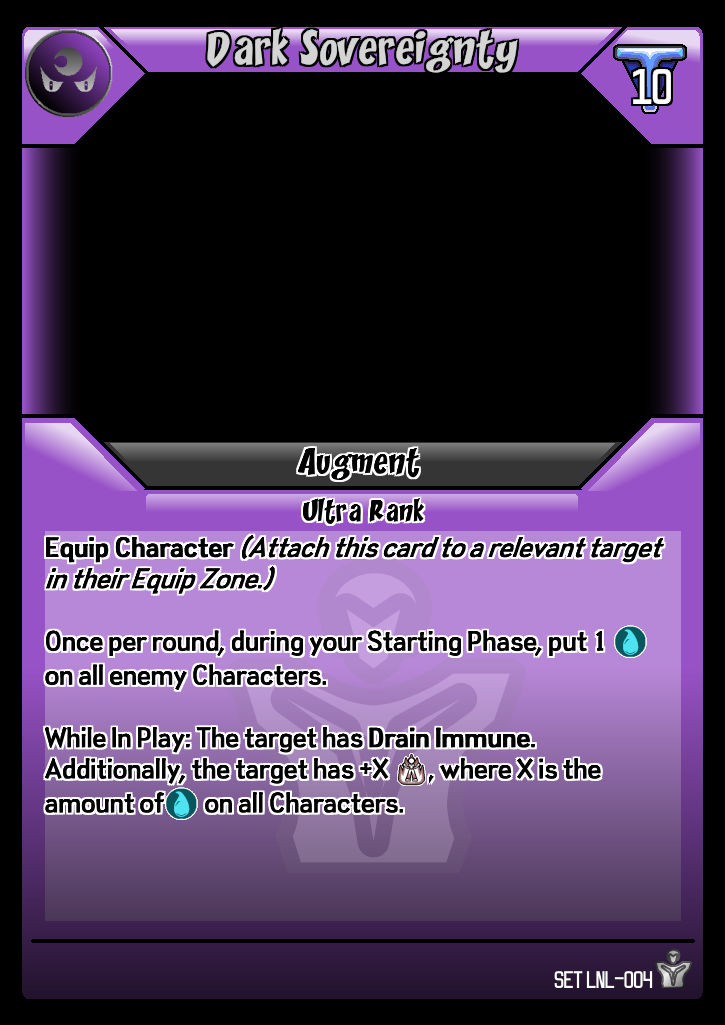 Dark Sovereignty
10
Augment
Ultra Rank
Equip Character (Attach this card to a relevant target
in their Equip Zone.)
Once per round, during your Starting Phase, put 1
on all enemy Characters.
While In Play: The target has Drain Immune.
Additionally, the target has +X , where X is the
amount of on all Characters.
SET LNL-004